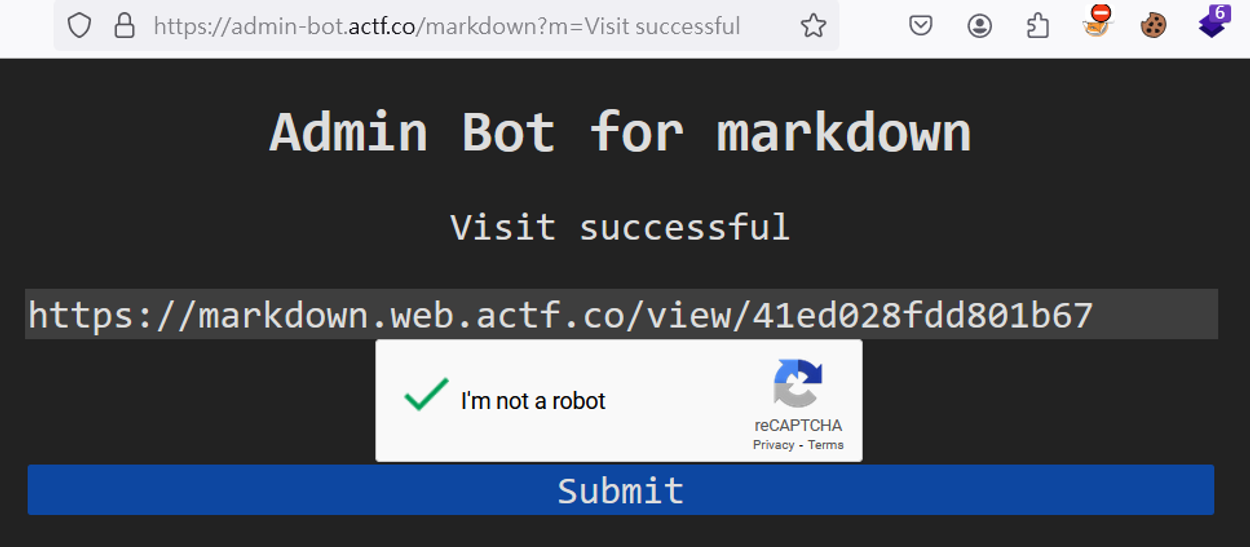 https://admin-bot.actf.co/markdown?m=Visit successful
6
Admin Bot for markdown
Visit successful
https://markdown.web.actf.co/view/41ed028fdd801b67
I'm not a robot
reCAPTCHA
Privacy - Terms
Submit